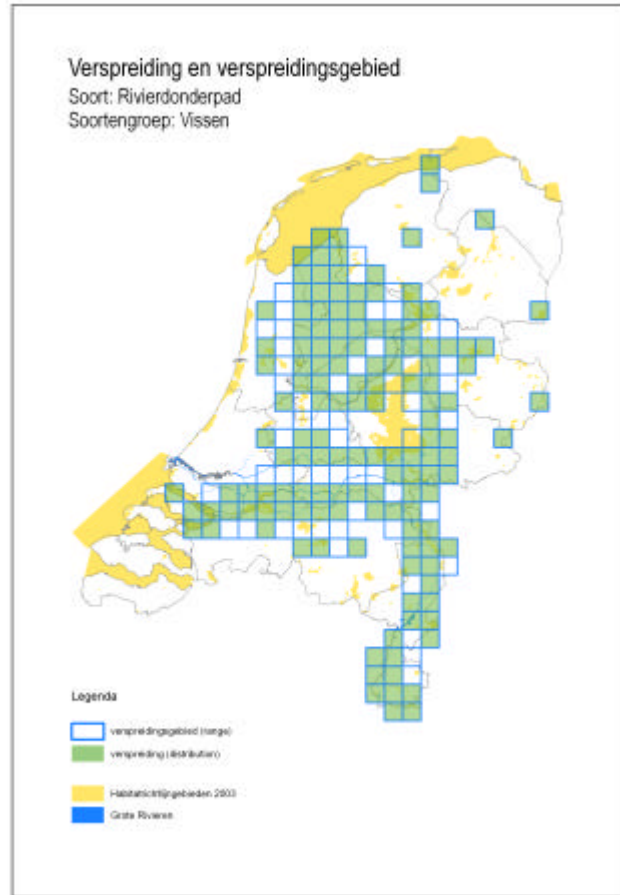 Verspreiding en verspreidingsgebied
Soort: Rivierdonderpad
Soortengroep: Vissen
Legenda
verspreidingsgebied (range)
verspreiding (distribution)
Habitatrichtlijngebieden 2003
Grote Rivieren